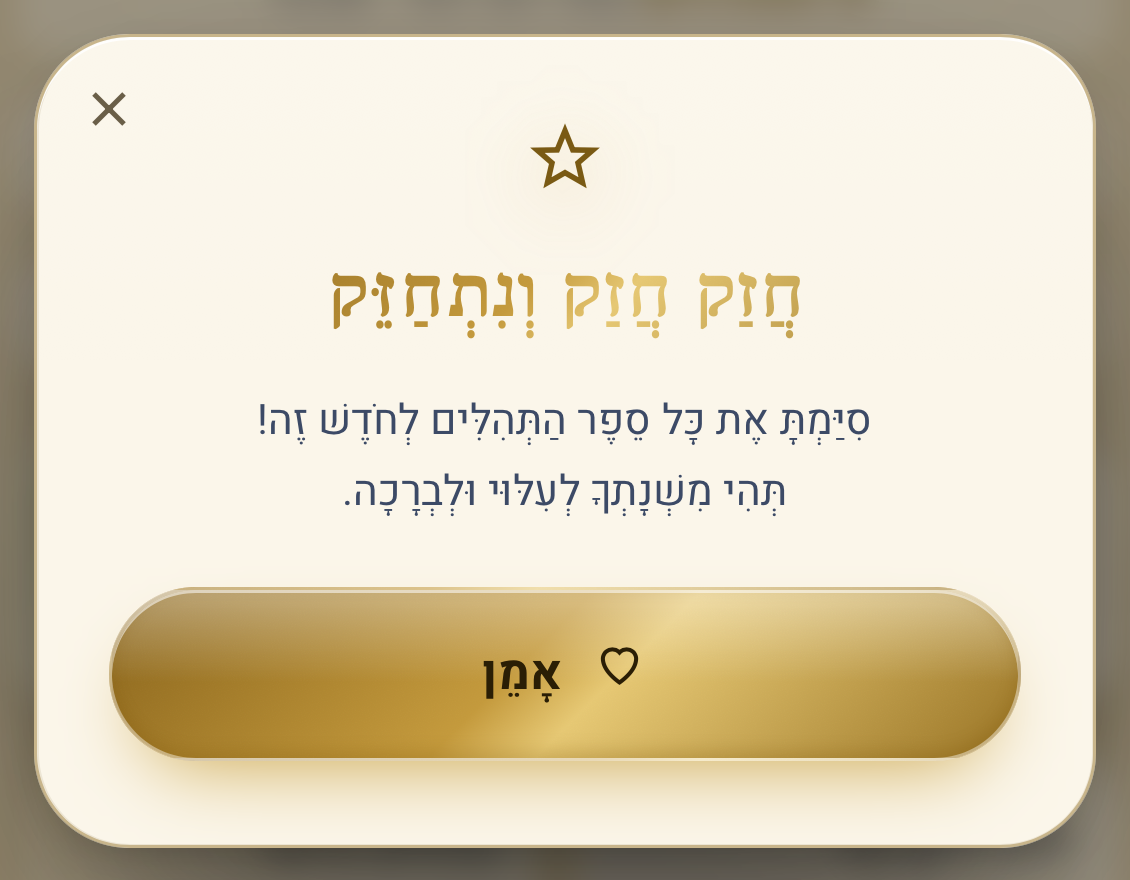 חֲזַק חֲזַק וְנִתְחַזֵּק
סִיַּמְתָּ אֶת כָּל סֵפֶר הַתְּהִלִּים לְחֹדֶשׁ זֶה!
תְּהִי מִשְׁנָתְךָ לְעִלּוּי וּלְבְרָכָה.
אָמֵן